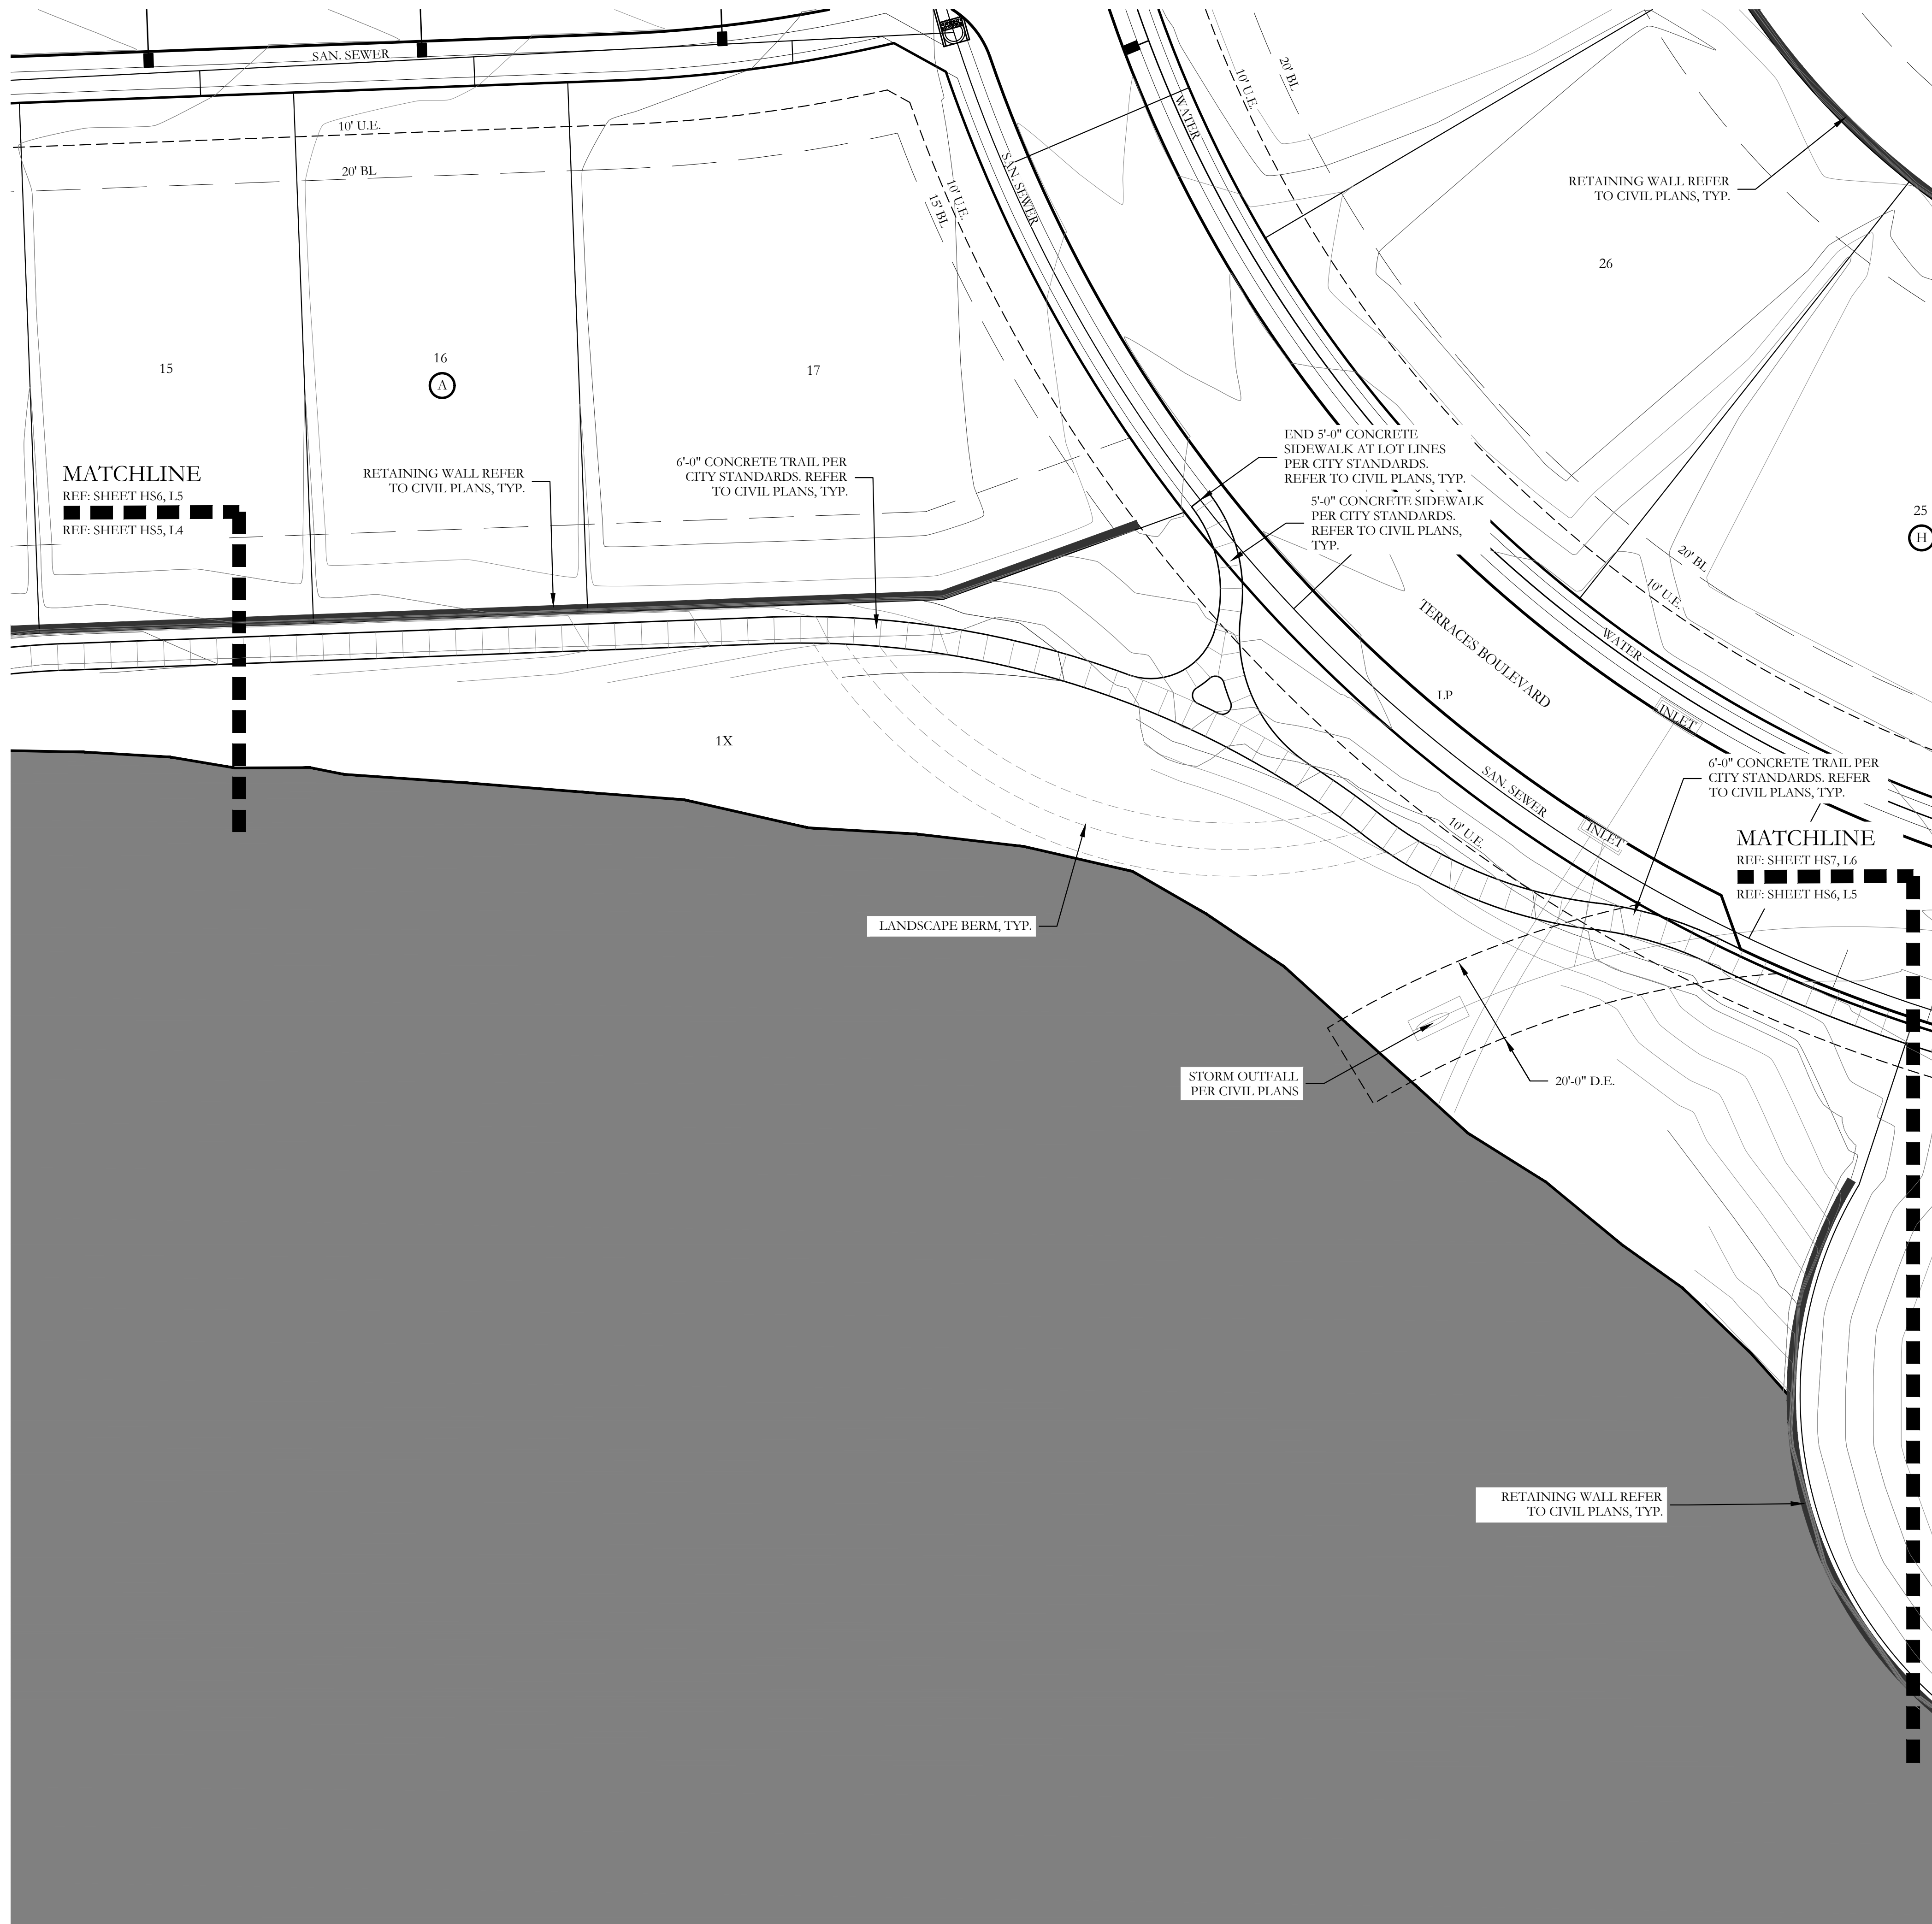 SAN. SEWER
10' U.E.
20' BL
10' U.E.
15' BL
SAN. SEWER
WATER
10' U.E.
20' BL
RETAINING WALL REFER
TO CIVIL PLANS, TYP.
26
15
16
A
17
MATCHLINE
REF: SHEET HS6, L5
REF: SHEET HS5, L4
RETAINING WALL REFER
TO CIVIL PLANS, TYP.
6'-0" CONCRETE TRAIL PER
CITY STANDARDS. REFER
TO CIVIL PLANS, TYP.
END 5'-0" CONCRETE
SIDEWALK AT LOT LINES
PER CITY STANDARDS.
REFER TO CIVIL PLANS, TYP.
5'-0" CONCRETE SIDEWALK
PER CITY STANDARDS.
REFER TO CIVIL PLANS,
TYP.
25
H
20' BL
10' U.E.
WATER
TERRACES BOULEVARD
LP
INLET
1X
SAN. SEWER
INLET
10' U.E.
6'-0" CONCRETE TRAIL PER
CITY STANDARDS. REFER
TO CIVIL PLANS, TYP.
MATCHLINE
REF: SHEET HS7, L6
REF: SHEET HS6, L5
LANDSCAPE BERM, TYP.
STORM OUTFALL
PER CIVIL PLANS
20'-0" D.E.
RETAINING WALL REFER
TO CIVIL PLANS, TYP.